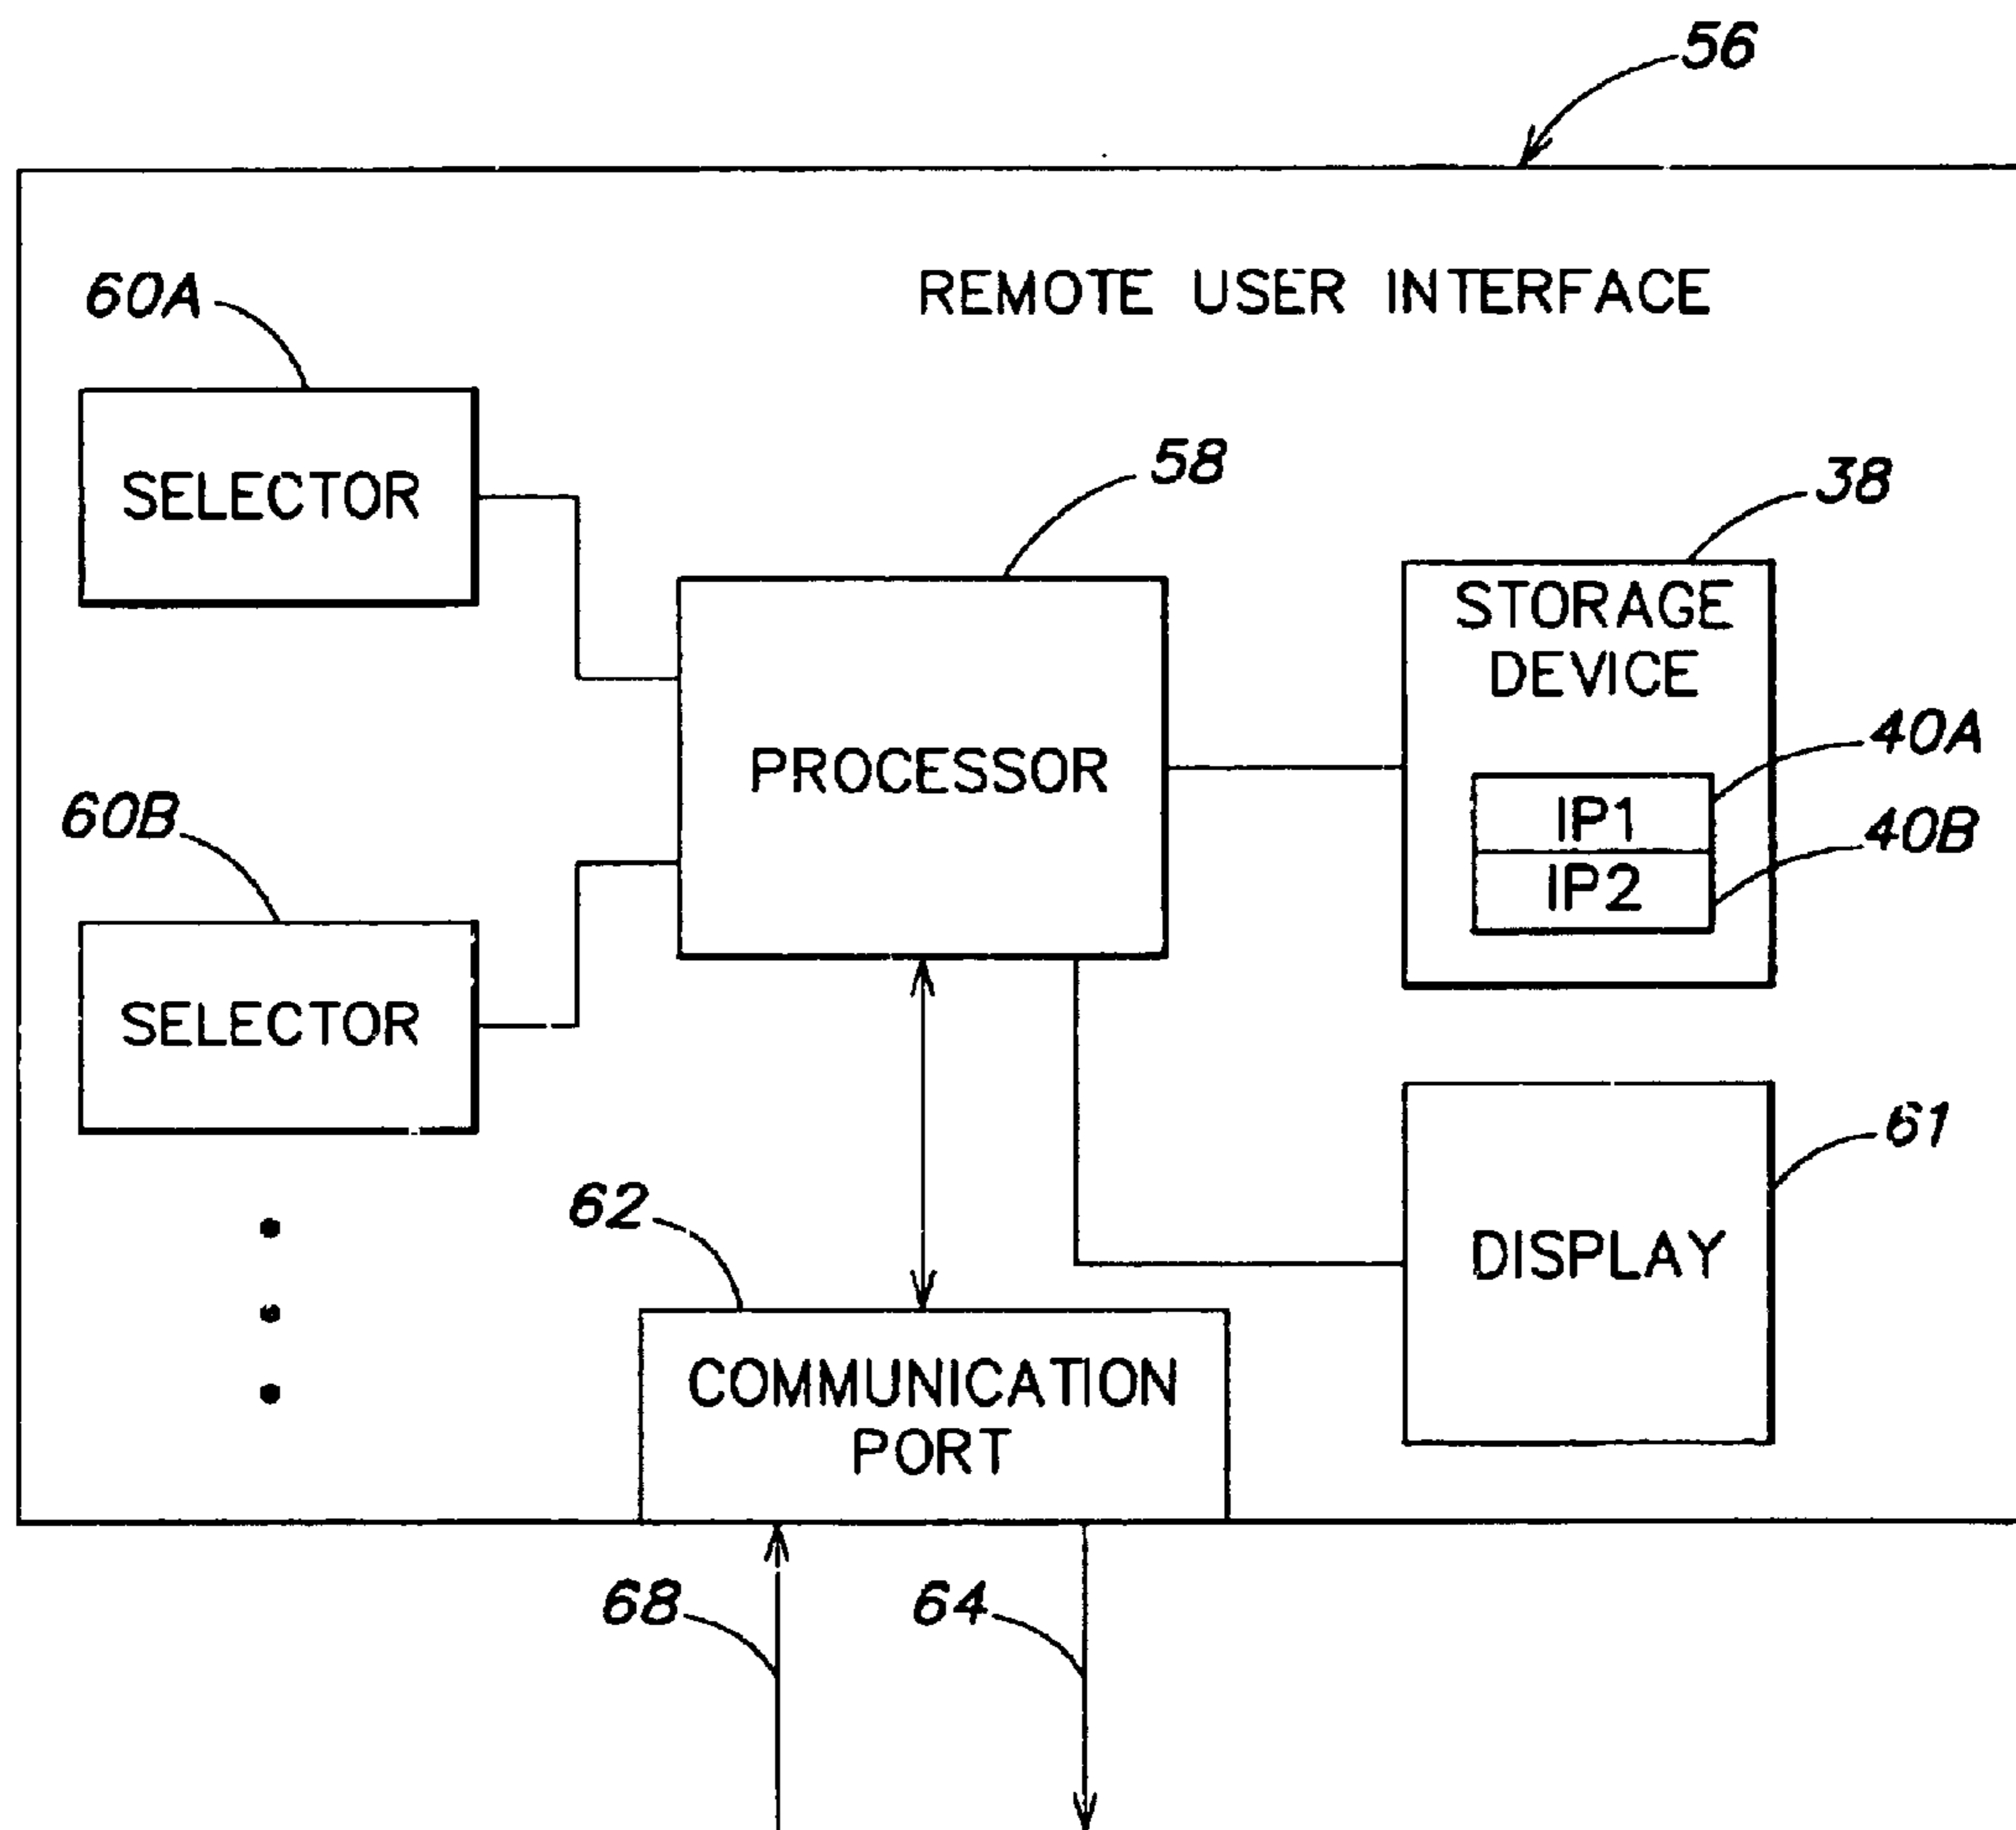 56
REMOTE USER INTERFACE
60A
SELECTOR
58
PROCESSOR
38
STORAGE
DEVICE
40A
IP1
40B
IP2
60B
SELECTOR
62
COMMUNICATION
PORT
61
DISPLAY
68
64